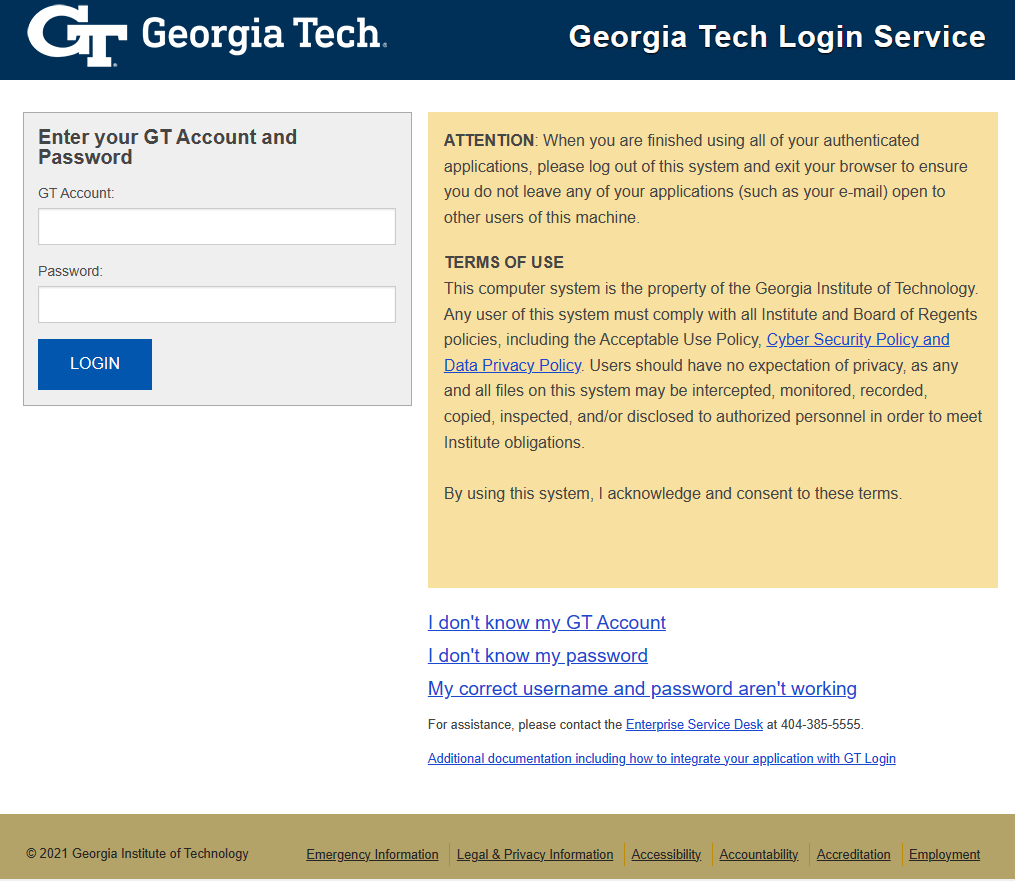 GT Georgia Tech.
Georgia Tech Login Service
Enter your GT Account and
Password
GT Account:
Password:
LOGIN
ATTENTION: When you are finished using all of your authenticated
applications, please log out of this system and exit your browser to ensure
you do not leave any of your applications (such as your e-mail) open to
other users of this machine.
TERMS OF USE
This computer system is the property of the Georgia Institute of Technology.
Any user of this system must comply with all Institute and Board of Regents
policies, including the Acceptable Use Policy, Cyber Security Policy and
Data Privacy Policy. Users should have no expectation of privacy, as any
and all files on this system may be intercepted, monitored, recorded,
copied, inspected, and/or disclosed to authorized personnel in order to meet
Institute obligations.
By using this system, I acknowledge and consent to these terms.
I don't know my GT Account
I don't know my password
My correct username and password aren't working
For assistance, please contact the Enterprise Service Desk at 404-385-5555.
Additional documentation including how to integrate your application with GT Login
© 2021 Georgia Institute of Technology
Emergency Information
Legal & Privacy Information
Accessibility
Accountability
Accreditation
Employment